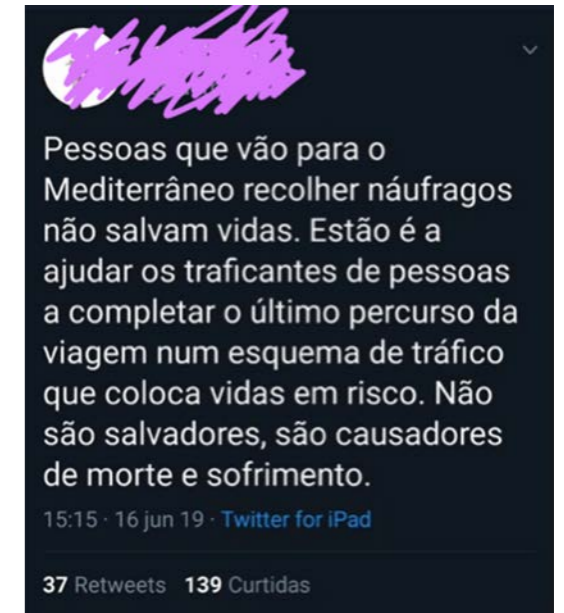 Pessoas que vão para o
Mediterrâneo recolher náufragos
não salvam vidas. Estão é a
ajudar os traficantes de pessoas
a completar o último percurso da
viagem num esquema de tráfico
que coloca vidas em risco. Não
são salvadores, são causadores
de morte e sofrimento.
15:15 · 16 jun 19 · Twitter for iPad
37 Retweets 139 Curtidas